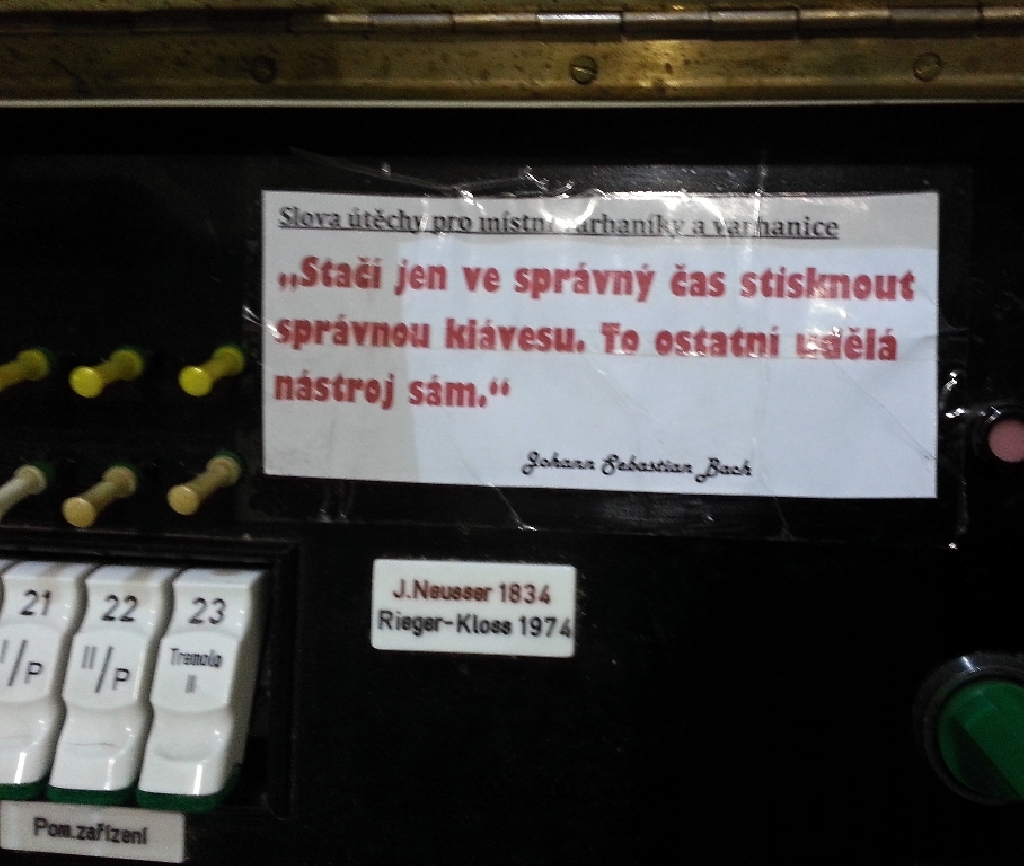 Slova útěchy pro místní varhaníky a varhanice
„Stačí jen ve správný čas stisknout
správnou klávesu. To ostatní udělá
nástroj sám.“
Johann Sebastian Bach
J.Neusser 1834
Rieger-Kloss 1974
21 22 23
I/P II/P Tremolo
II
Pom.zařízení